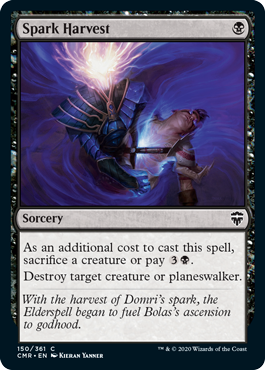 Spark Harvest
Sorcery
As an additional cost to cast this spell,
sacrifice a creature or pay 3.
Destroy target creature or planeswalker.
With the harvest of Domri's spark, the
Elderspell began to fuel Bolas's ascension
to godhood.
150/361 C
CMR • EN KIERAN YANNER
™ & © 2020 Wizards of the Coast